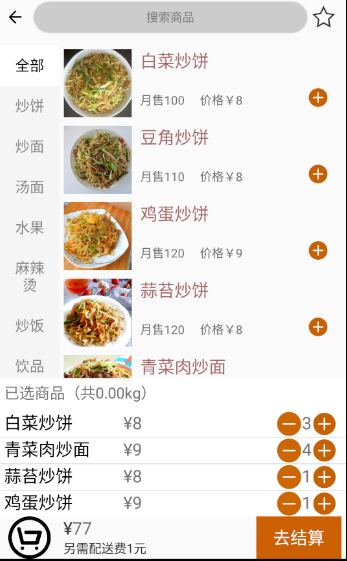 搜索商品
全部
炒饼
炒面
汤面
水果
麻辣
烫
炒饭
饮品
白菜炒饼
月售100 价格￥8
豆角炒饼
月售110 价格￥8
鸡蛋炒饼
月售120 价格￥9
蒜苔炒饼
月售120 价格￥8
青菜肉炒面
已选商品（共0.00kg）
白菜炒饼 ¥8 3
青菜肉炒面 ¥9 4
蒜苔炒饼 ¥8 1
鸡蛋炒饼 ¥9 1
¥77
另需配送费1元
去结算